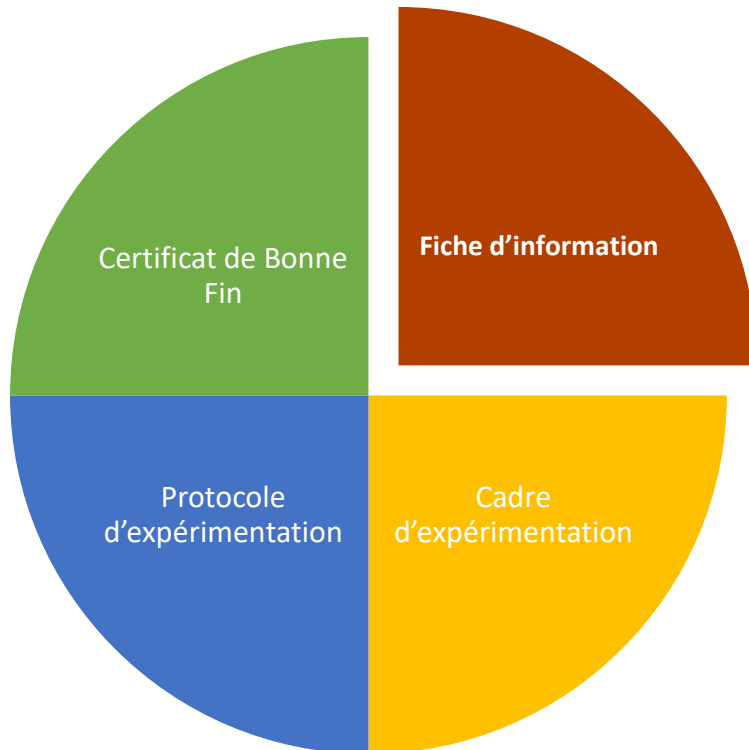 Certificat de Bonne
Fin
Fiche d’information
Protocole
d’expérimentation
Cadre
d’expérimentation